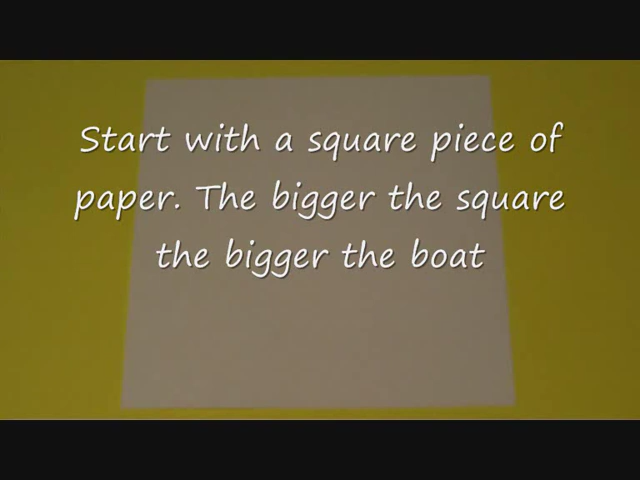 Start with a square piece of
paper. The bigger the square
the bigger the boat